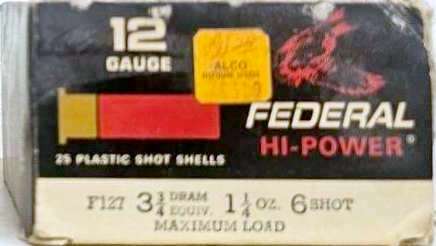 12
GAUGE
ALCO
FEDERAL
HI-POWER®
25 PLASTIC SHOT SHELLS
F127 3 3/4 DRAM EQUIV. 1 1/4 OZ. 6 SHOT
MAXIMUM LOAD